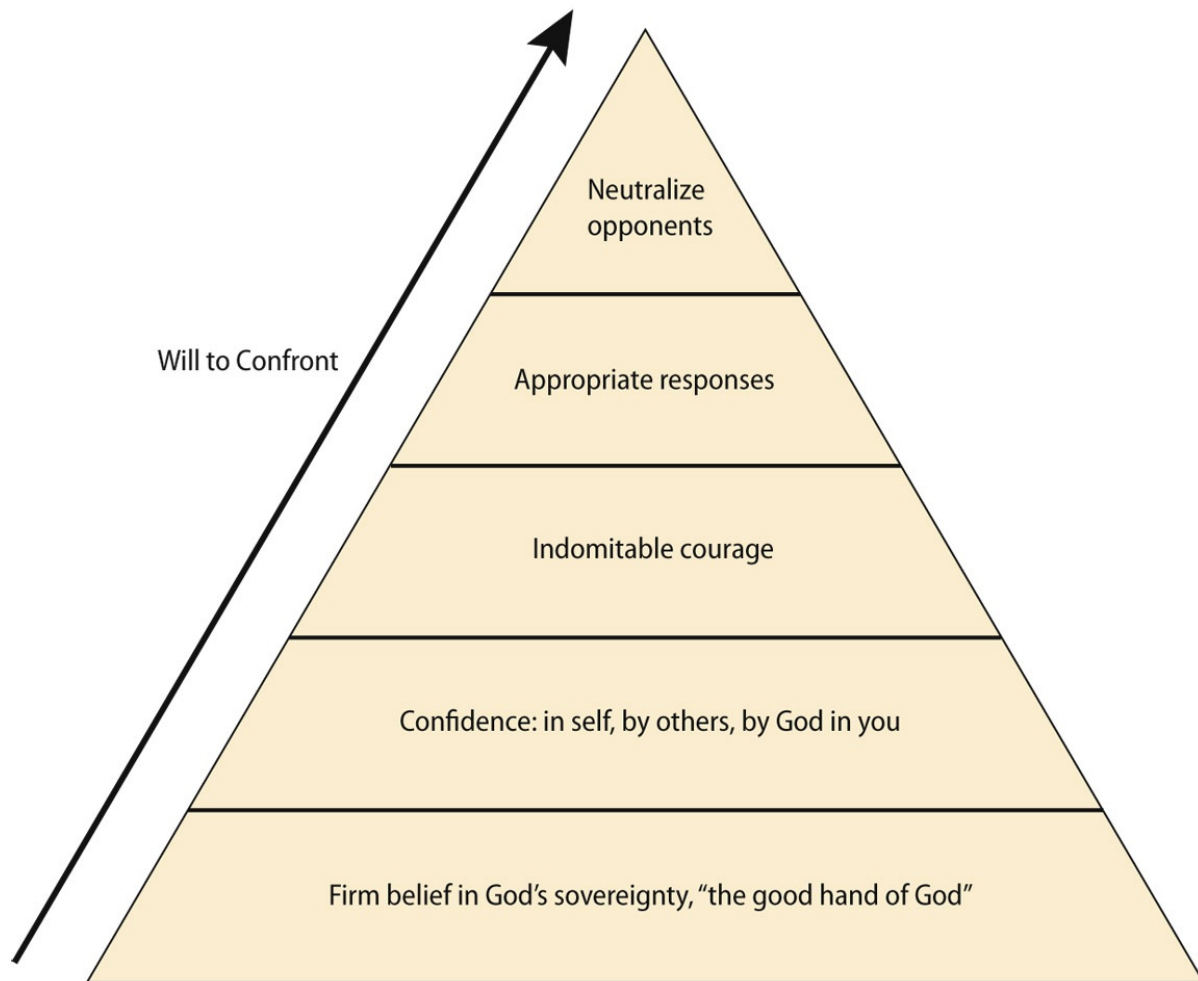 Neutralize
opponents
Will to Confront
Appropriate responses
Indomitable courage
Confidence: in self, by others, by God in you
Firm belief in God’s sovereignty, “the good hand of God”